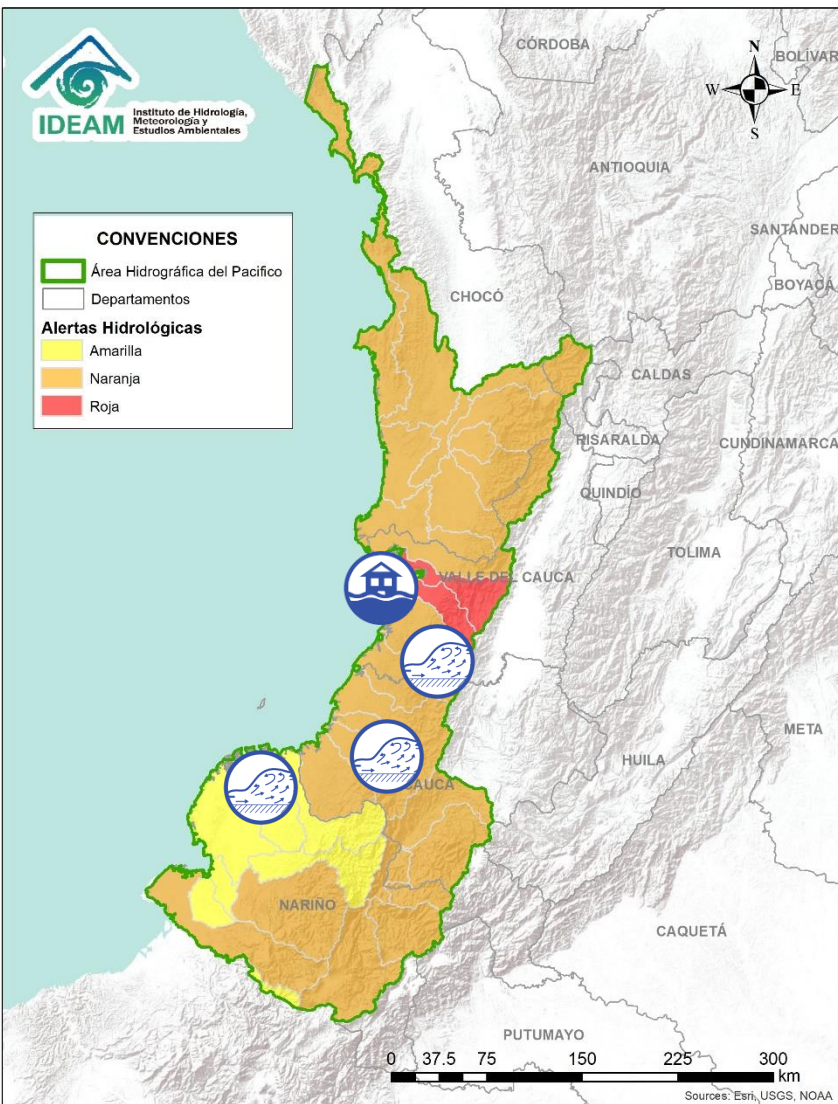 IDEAM
Instituto de Hidrología,
Meteorología y
Estudios Ambientales
CÓRDOBA
BOLÍVAR
N
W
E
S
ANTIOQUIA
SANTANDER
BOYACÁ
CONVENCIONES
Área Hidrográfica del Pacifico
Departamentos
Alertas Hidrológicas
Amarilla
Naranja
Roja
CHOCÓ
CALDAS
RISARALDA
CUNDINAMARCA
QUINDÍO
TOLIMA
VALLE DEL CAUCA
META
HUILA
CAUCA
NARIÑO
CAQUETÁ
PUTUMAYO
0 37.5 75 150 225 300
km
Sources: Esri, USGS, NOAA